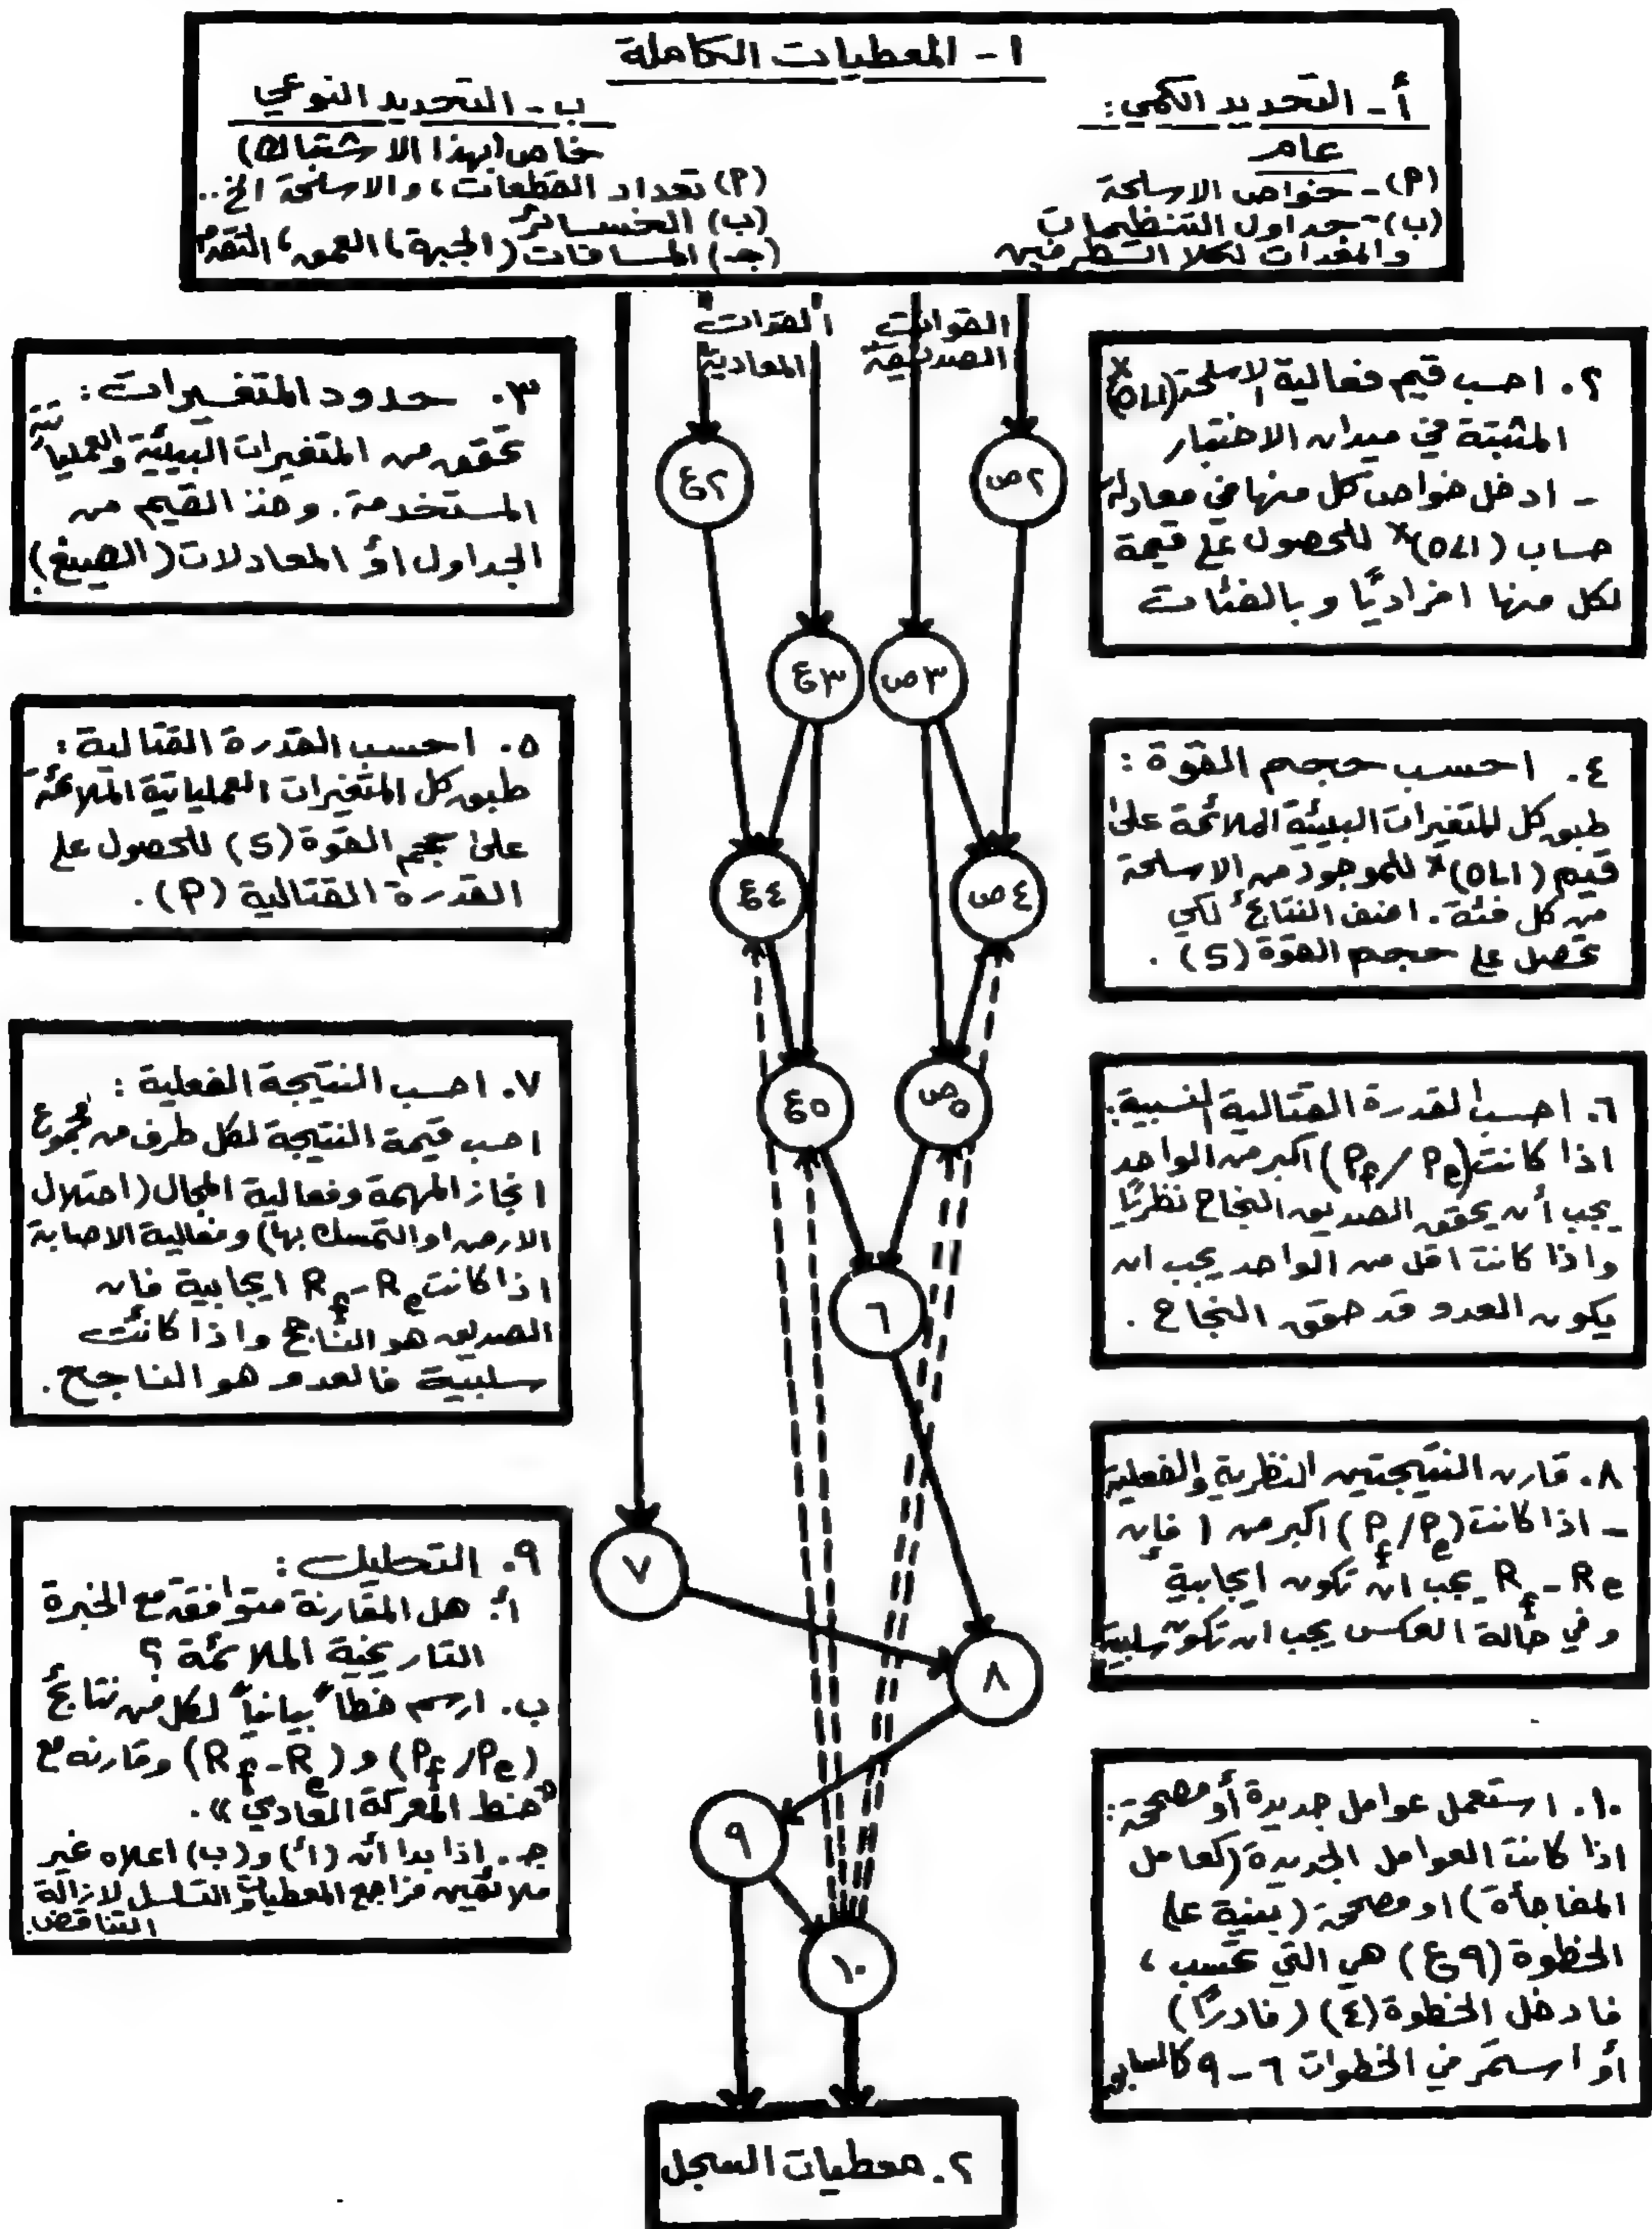 ١- المعطيات الكاملة
أ- التحديد الكمي:
عام
(٩)- خواص الاسلحة
(ب)- جداول التنظيمات
والمعدات لكلا الطرفين
ب- التحديد النوعي
خاص (بهذا الاشتباك)
(٩) تعداد القطعات، والاسلحة الخ..
(ب) الخسائر
(جـ) المسافات (الجبهة، العمق، التقدم
القوات الصديقة
القوات المعادية
٢. احسب قيم فعالية الاسلحة (OLI)*
المثبتة في ميدان الاختبار
- ادخل خواص كل منها في معادلة
حساب (OLI)* للحصول على قيمة
لكل منها افراديًا وبالفئات
٣. حدود المتغيرات:
تحقق من المتغيرات البيئية والعملياتية
المستخدمة. وخذ القيم من
الجداول أو المعادلات (الصيغ)
٤. احسب حجم القوة:
طبق كل المتغيرات البيئية الملائمة على
قيم (OLI)* للموجود من الاسلحة
من كل فئة. اضف النتائج لكي
تحصل على حجم القوة (S).
٥. احسب القدرة القتالية:
طبق كل المتغيرات العملياتية الملائمة
على حجم القوة (S) للحصول على
القدرة القتالية (P).
٦. احسب القدرة القتالية النسبية:
اذا كانت (Pf/Pe) اكبر من الواحد
يجب أن يحقق الصديق النجاح نظريًا
واذا كانت اقل من الواحد يجب ان
يكون العدو قد حقق النجاح.
٧. احسب النتيجة الفعلية:
احسب قيمة النتيجة لكل طرف من مجموع
انجاز المهمة وفعالية المجال (احتلال
الارض او التمسك بها) وفعالية الاصابة
اذا كانت Rf-Re ايجابية فان
الصديق هو الناجح واذا كانت
سلبية فالعدو هو الناجح.
٨. قارن النتيجتين النظرية والفعلية
- اذا كانت (Pf/Pe) اكبر من ١ فإن
Rf-Re يجب ان تكون ايجابية
وفي حالة العكس يجب ان تكون سلبية
٩. التحليل:
أ. هل المقارنة متوافقة مع الخبرة
التاريخية الملائمة؟
ب. ارسم خطاً بيانياً لكل من نتائج
(Pf/Pe) و (Rf-Re) وقارنه مع
«خط المعركة العادي».
جـ. اذا بدا أن (أ) و (ب) اعلاه غير
ملائمين فراجع المعطيات والتسلسل لازالة
التناقض.
١٠. استعمل عوامل جديدة أو مصححة:
اذا كانت العوامل الجديدة (كعامل
المفاجأة) او مصححة (بنية على
الخطوة (٩ع) هي التي تحسب،
فادخل الخطوة (٤) (نادرًا)
أو استمر في الخطوات ٦-٩ كالسابق
٢ع
٢ص
٣ع
٣ص
٤ع
٤ص
٥ع
٥ص
٦
٧
٨
٩
١٠
٢. معطيات السجل